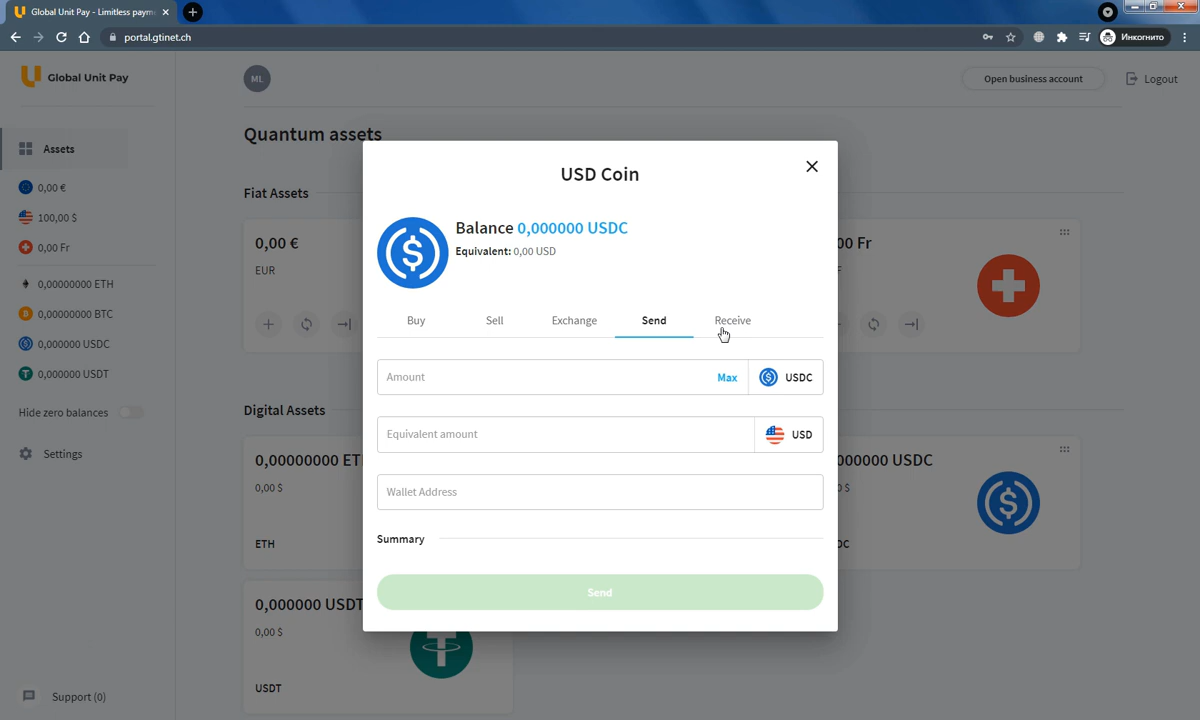 Global Unit Pay - Limitless paym
portal.gtinet.ch
Инкогнито
Global Unit Pay
ML
Open business account
Logout
Quantum assets
Assets
0,00 €
100,00 $
0,00 Fr
0,00000000 ETH
0,00000000 BTC
0,000000 USDC
0,000000 USDT
Hide zero balances
Settings
Support (0)
Fiat Assets
0,00 €
EUR
00 Fr
Digital Assets
0,00000000 ET
0,00 $
ETH
000000 USDC
0 $
DC
0,000000 USDT
0,00 $
USDT
USD Coin
Balance 0,000000 USDC
Equivalent: 0,00 USD
Buy
Sell
Exchange
Send
Receive
Amount
Max
USDC
Equivalent amount
USD
Wallet Address
Summary
Send